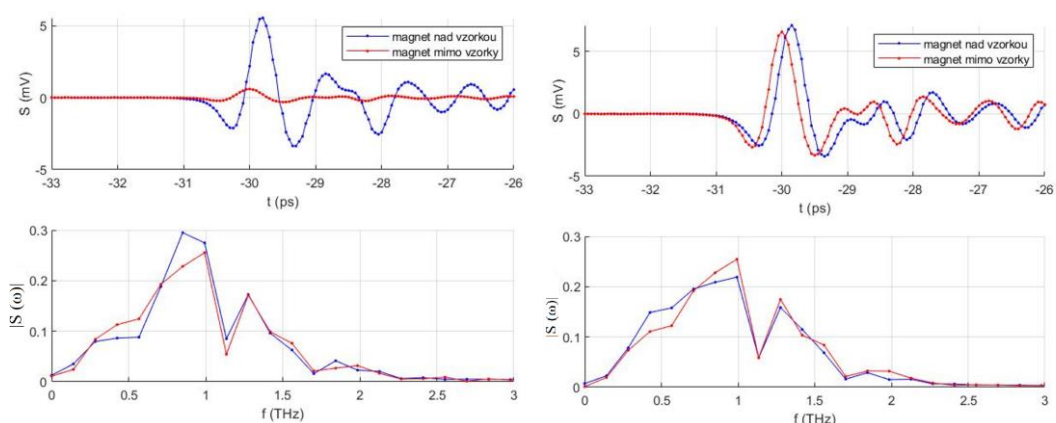 5
0
-5
S (mV)
magnet nad vzorkou
magnet mimo vzorky
-33 -32 -31 -30 -29 -28 -27 -26
t (ps)
5
0
-5
S (mV)
magnet nad vzorkou
magnet mimo vzorky
-33 -32 -31 -30 -29 -28 -27 -26
t (ps)
0.3
0.2
0.1
0
|S (ω)|
0 0.5 1 1.5 2 2.5 3
f (THz)
0.3
0.2
0.1
0
|S (ω)|
0 0.5 1 1.5 2 2.5 3
f (THz)